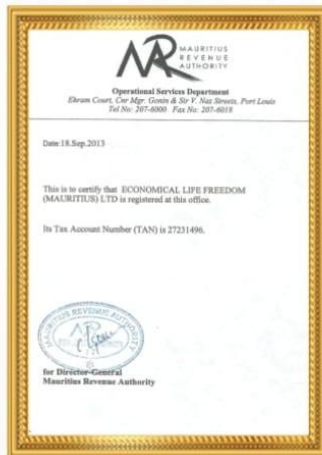 MAURITIUS
REVENUE
AUTHORITY
Operational Services Department
Ehram Court, Cnr Mgr. Gonin & Sir V. Naz Streets, Port Louis
Tel No: 207-6000 Fax No: 207-6018
Date:18.Sep.2013
This is to certify that ECONOMICAL LIFE FREEDOM
(MAURITIUS) LTD is registered at this office.
Its Tax Account Number (TAN) is 27231496.
MAURITIUS REVENUE AUTHORITY
for Director-General
Mauritius Revenue Authority